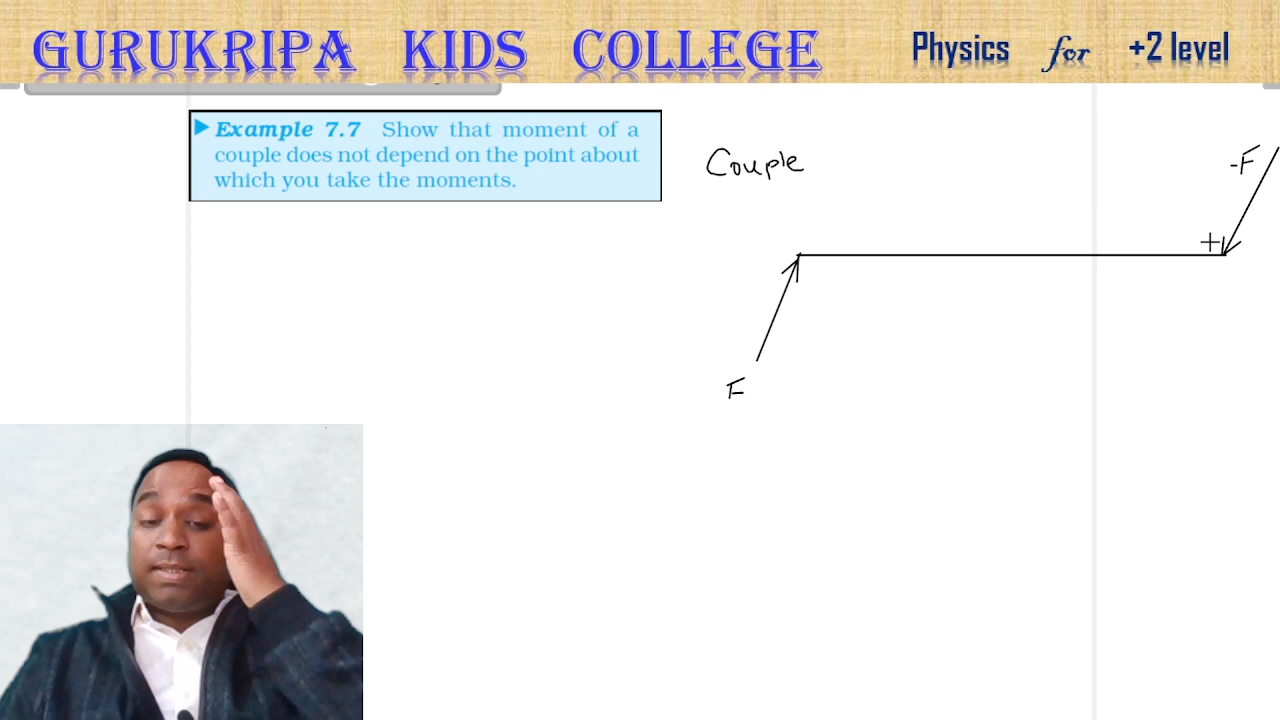 GURUKRIPA KIDS COLLEGE
Physics for +2 level
Example 7.7 Show that moment of a
couple does not depend on the point about
which you take the moments.
Couple
-F
F